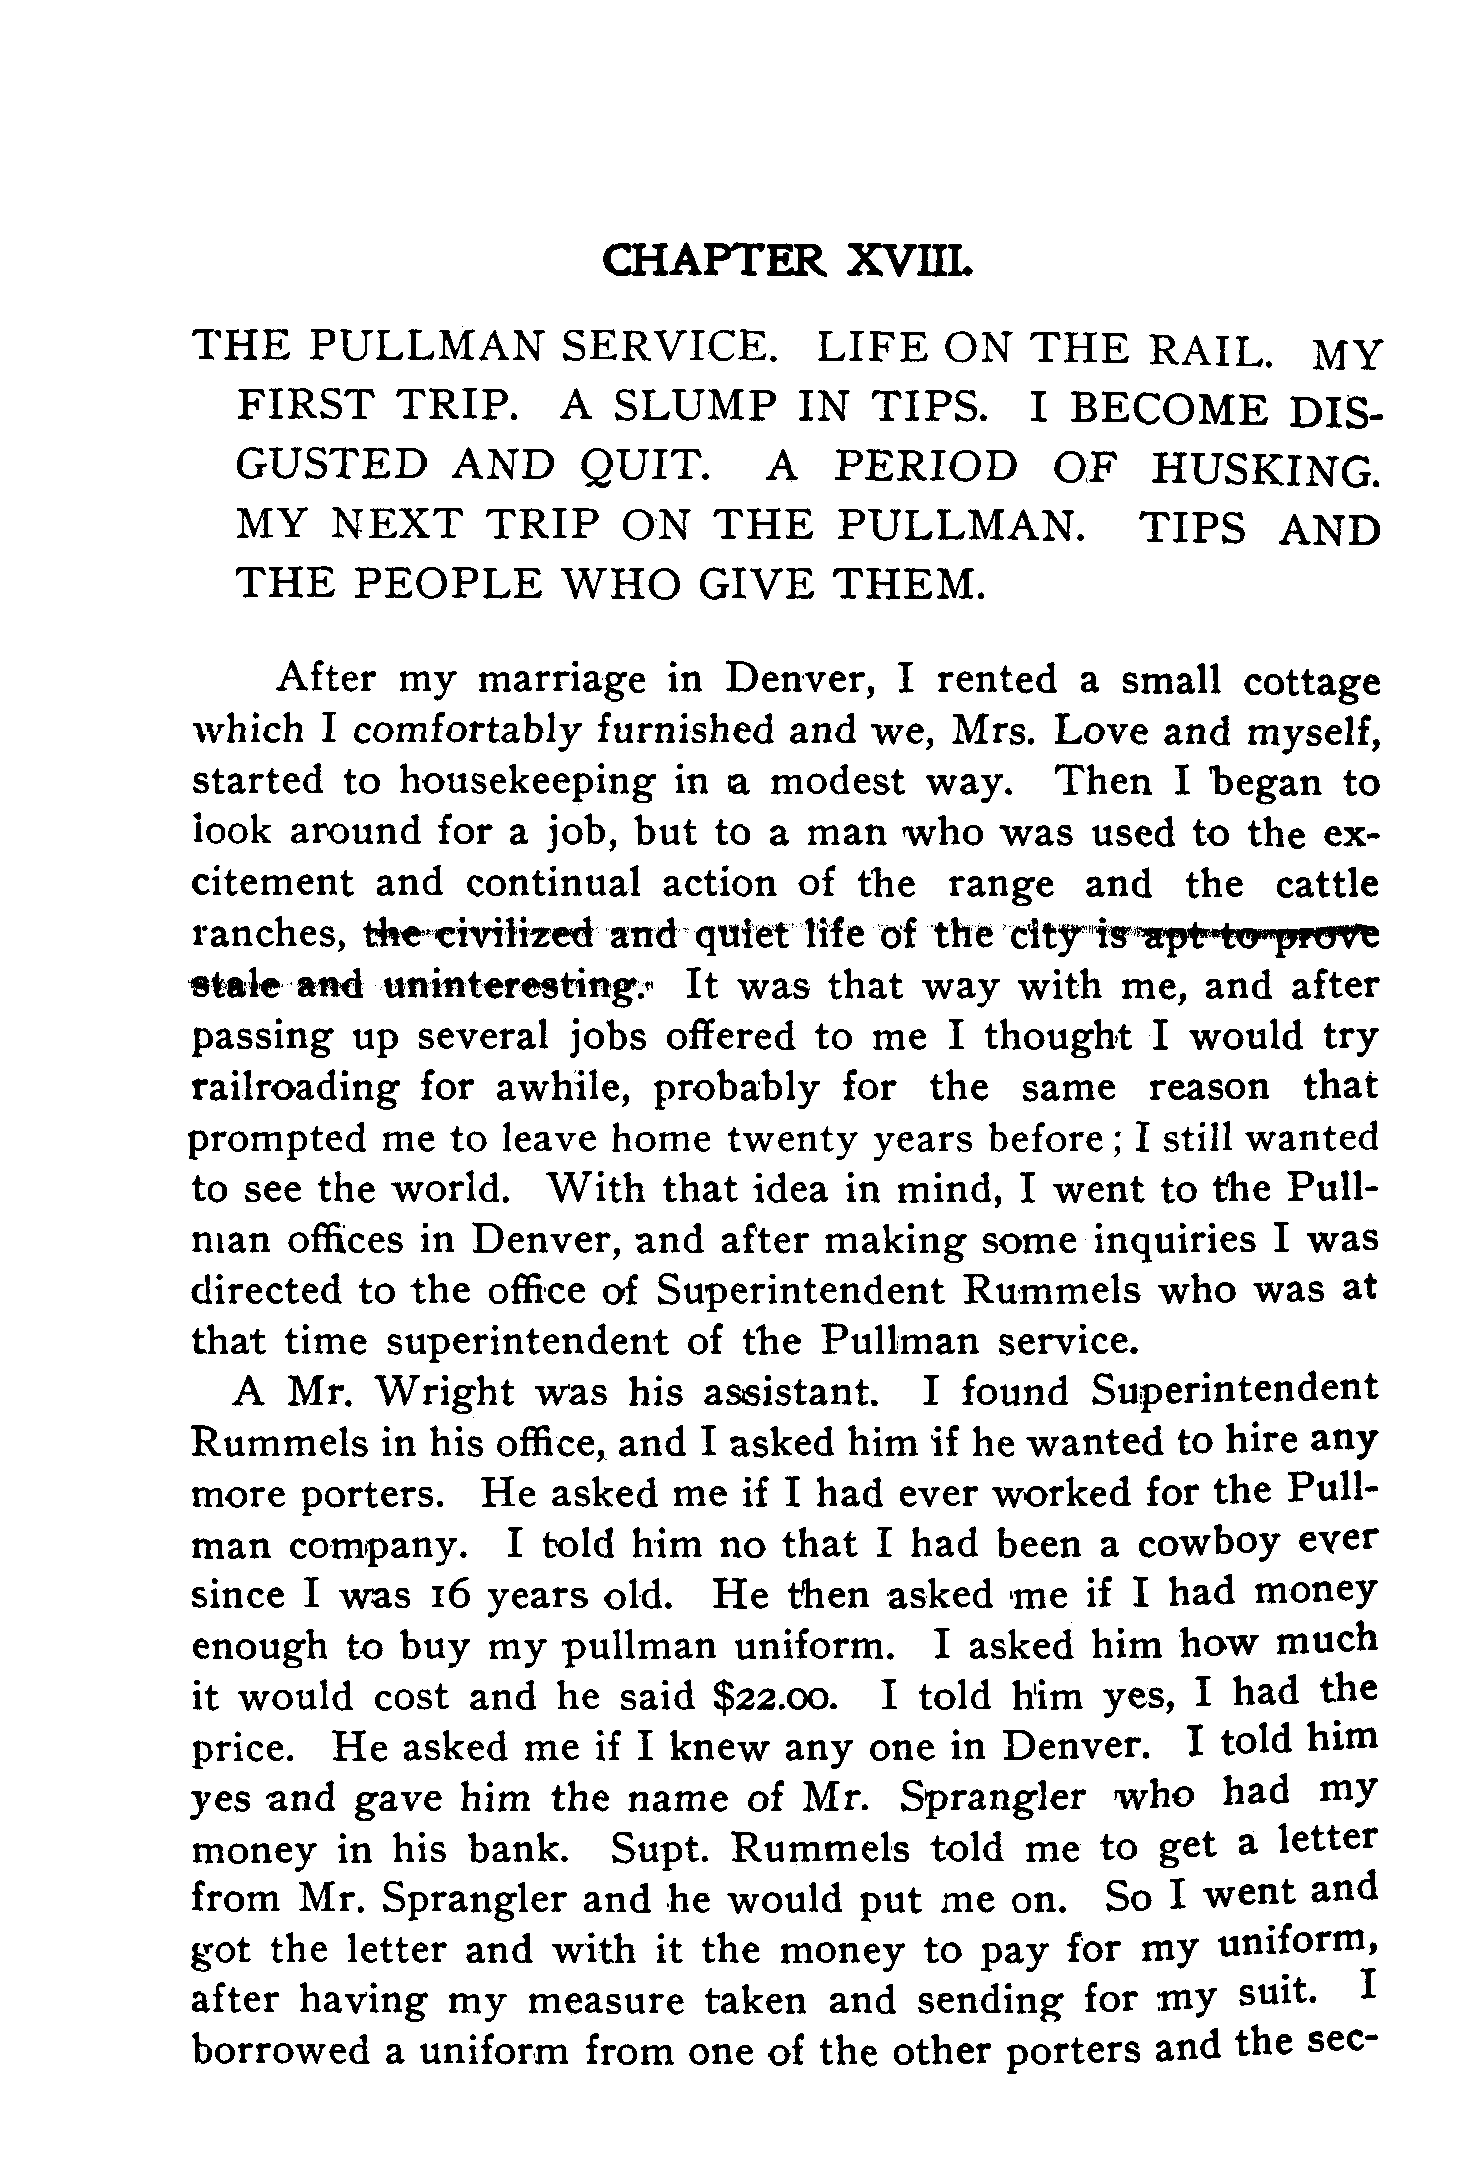 CHAPTER XVIII.
THE PULLMAN SERVICE. LIFE ON THE RAIL. MY
FIRST TRIP. A SLUMP IN TIPS. I BECOME DIS-
GUSTED AND QUIT. A PERIOD OF HUSKING.
MY NEXT TRIP ON THE PULLMAN. TIPS AND
THE PEOPLE WHO GIVE THEM.
After my marriage in Denver, I rented a small cottage
which I comfortably furnished and we, Mrs. Love and myself,
started to housekeeping in a modest way. Then I began to
look around for a job, but to a man who was used to the ex-
citement and continual action of the range and the cattle
ranches, the civilized and quiet life of the city is apt to prove
stale and uninteresting. It was that way with me, and after
passing up several jobs offered to me I thought I would try
railroading for awhile, probably for the same reason that
prompted me to leave home twenty years before; I still wanted
to see the world. With that idea in mind, I went to the Pull-
man offices in Denver, and after making some inquiries I was
directed to the office of Superintendent Rummels who was at
that time superintendent of the Pullman service.
A Mr. Wright was his assistant. I found Superintendent
Rummels in his office, and I asked him if he wanted to hire any
more porters. He asked me if I had ever worked for the Pull-
man company. I told him no that I had been a cowboy ever
since I was 16 years old. He then asked me if I had money
enough to buy my pullman uniform. I asked him how much
it would cost and he said $22.00. I told him yes, I had the
price. He asked me if I knew any one in Denver. I told him
yes and gave him the name of Mr. Sprangler who had my
money in his bank. Supt. Rummels told me to get a letter
from Mr. Sprangler and he would put me on. So I went and
got the letter and with it the money to pay for my uniform,
after having my measure taken and sending for my suit. I
borrowed a uniform from one of the other porters and the sec-